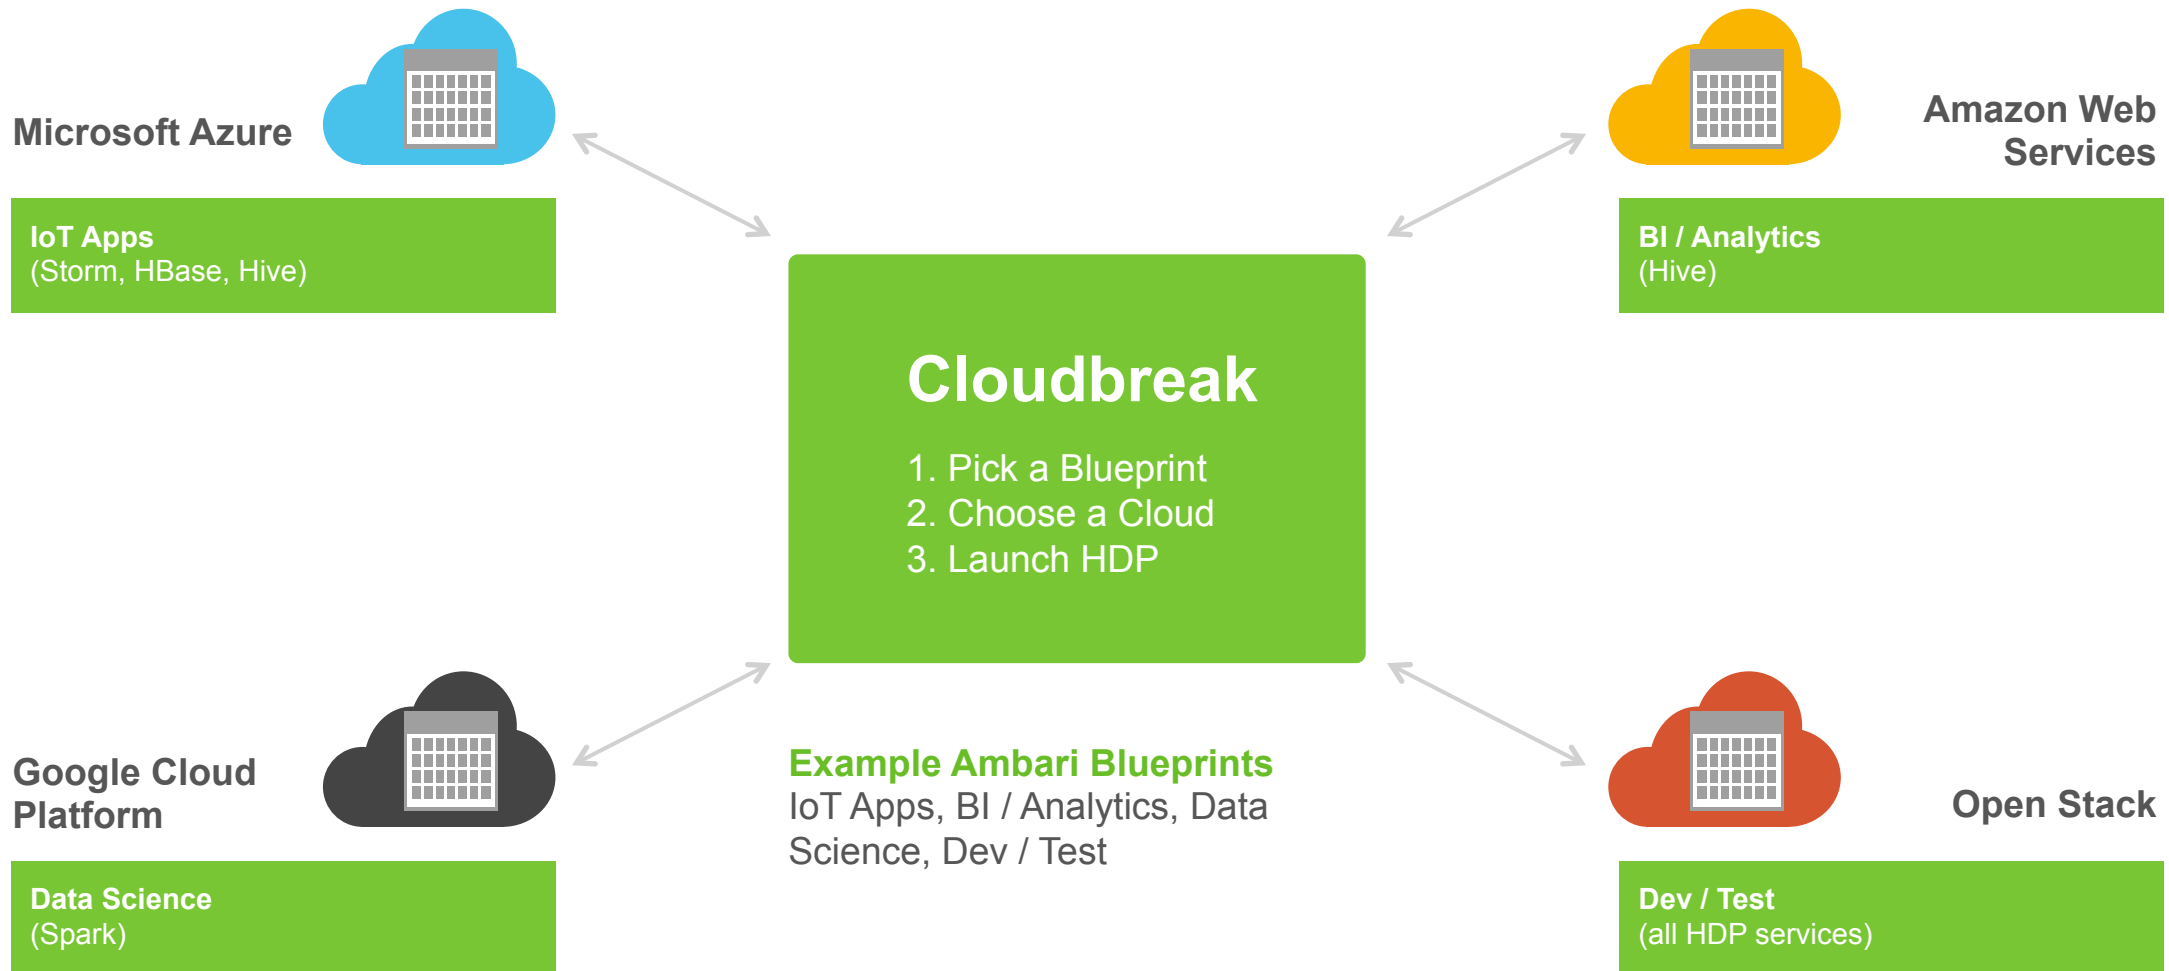 Microsoft Azure
IoT Apps
(Storm, HBase, Hive)
Amazon Web
Services
BI / Analytics
(Hive)
Cloudbreak
1. Pick a Blueprint
2. Choose a Cloud
3. Launch HDP
Google Cloud
Platform
Data Science
(Spark)
Example Ambari Blueprints
IoT Apps, BI / Analytics, Data
Science, Dev / Test
Open Stack
Dev / Test
(all HDP services)